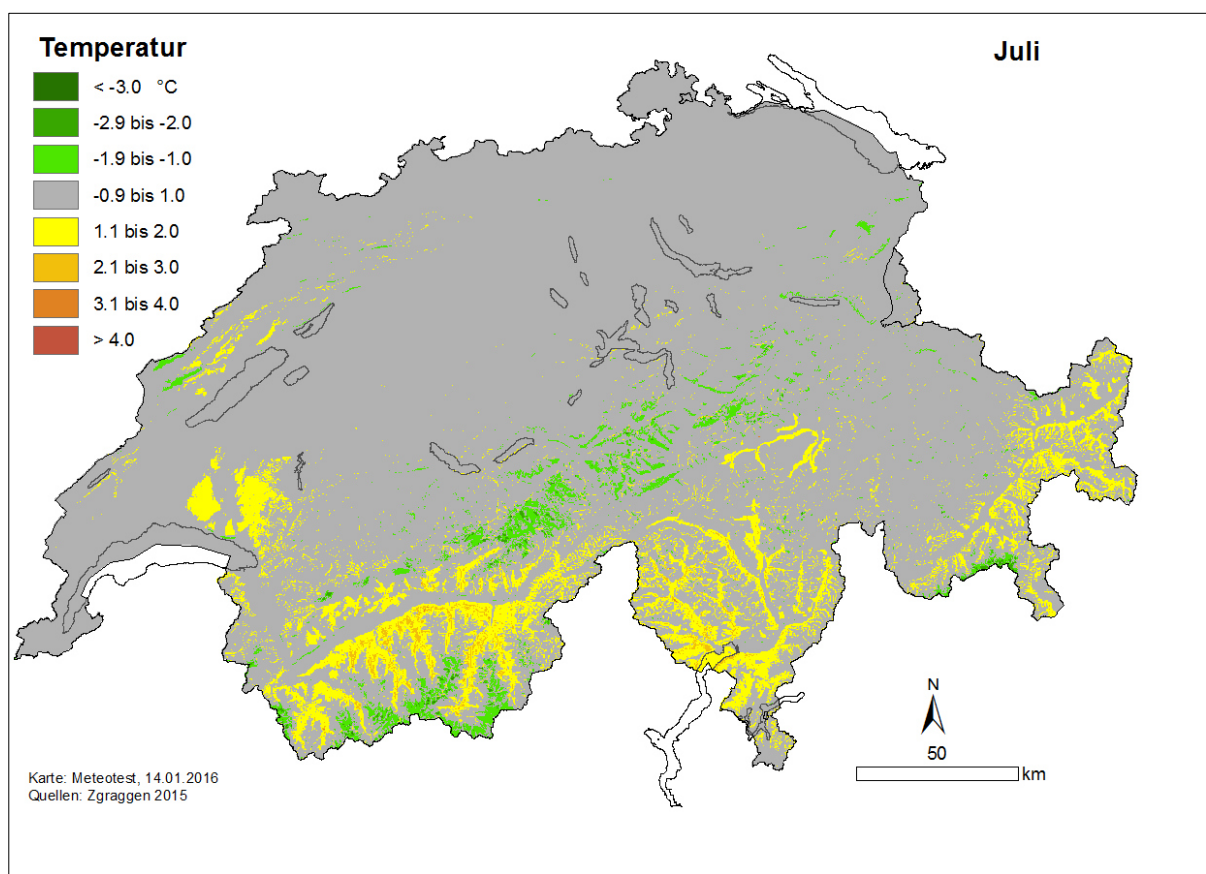 Temperatur
Juli
< -3.0 °C
-2.9 bis -2.0
-1.9 bis -1.0
-0.9 bis 1.0
1.1 bis 2.0
2.1 bis 3.0
3.1 bis 4.0
> 4.0
N
50
km
Karte: Meteotest, 14.01.2016
Quellen: Zgraggen 2015